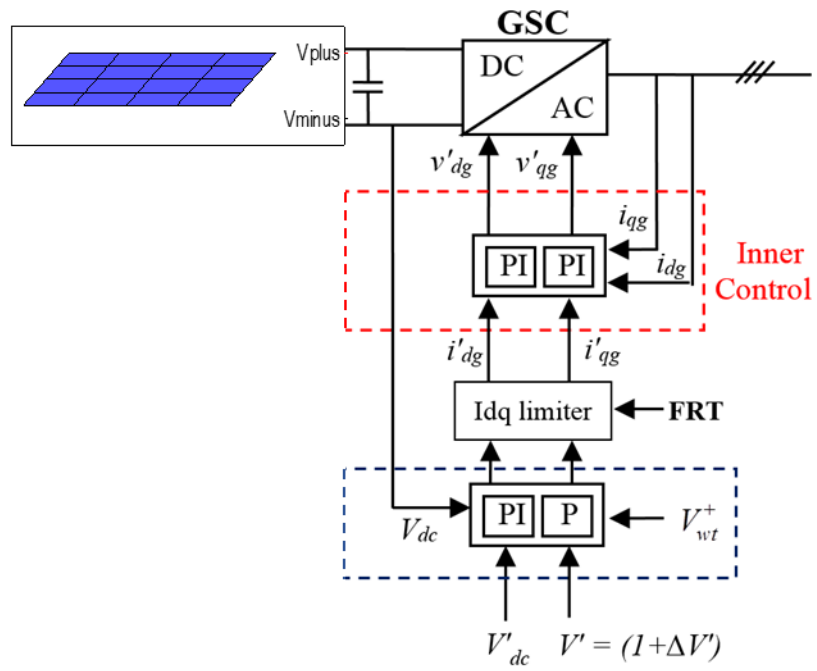 GSC
Vplus
Vminus
DC
AC
v'dg
v'qg
iqg
idg
PI
PI
Inner
Control
i'dg
i'qg
Idq limiter
FRT
PI
P
Vdc
V+wt
V'dc
V' = (1+ΔV')